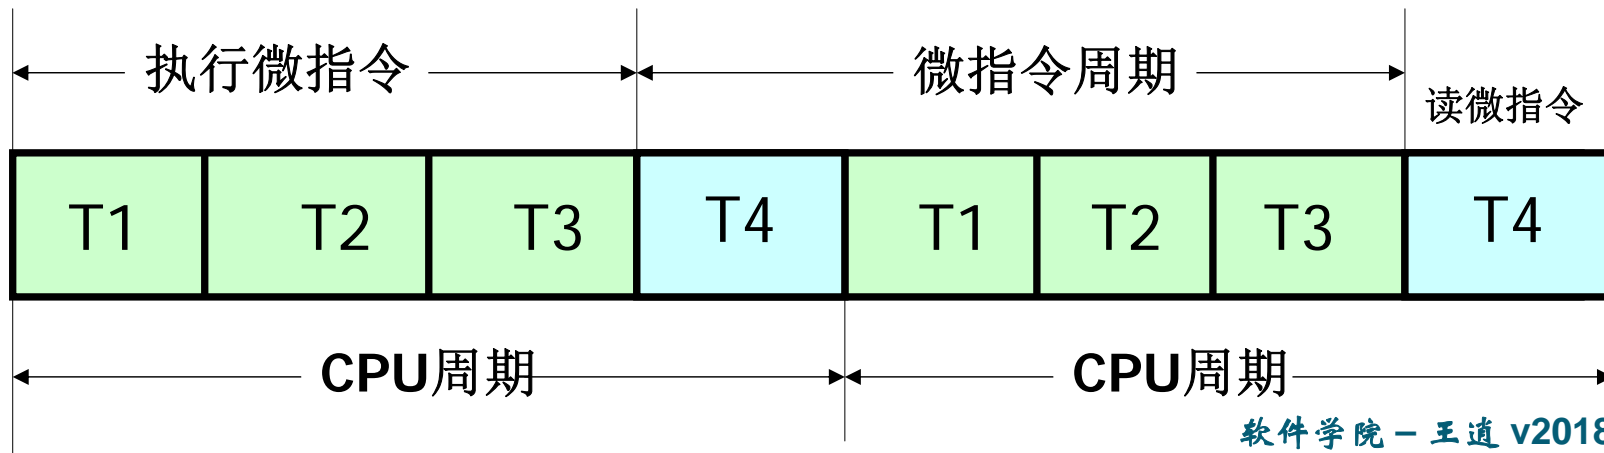 执行微指令 微指令周期
读微指令
T1 T2 T3 T4 T1 T2 T3 T4
CPU周期 CPU周期
软件学院 – 王逍 v2018